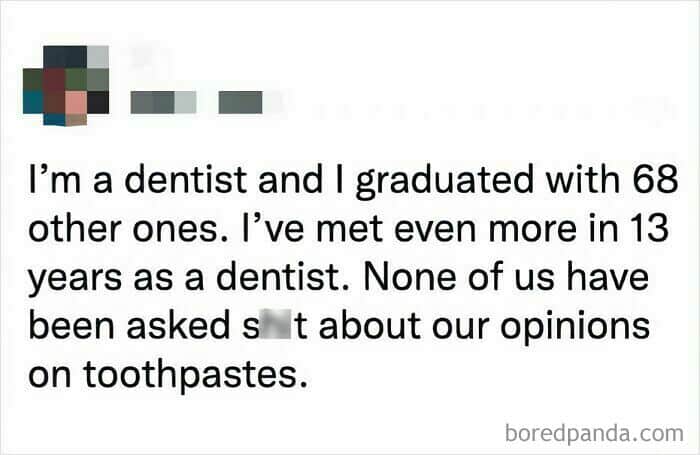 I’m a dentist and I graduated with 68
other ones. I’ve met even more in 13
years as a dentist. None of us have
been asked s t about our opinions
on toothpastes.
boredpanda.com